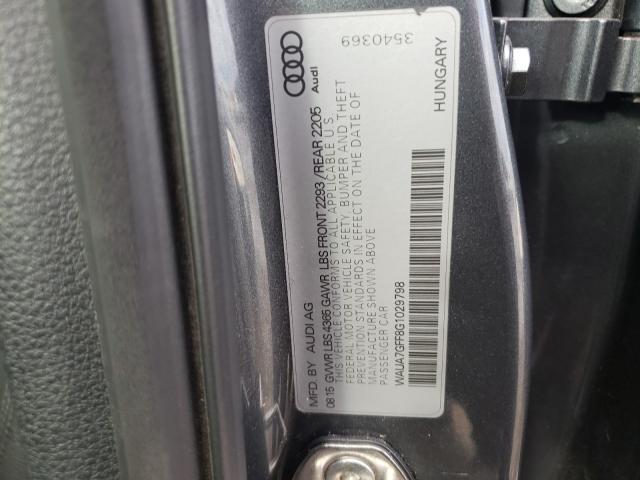 3540369
Audi
MFD. BY AUDI AG
08 15 GVWR LBS 4365 /GAWR LBS FRONT 2293 / REAR 2205
THIS VEHICLE CONFORMS TO ALL APPLICABLE U S
FEDERAL MOTOR VEHICLE SAFETY, BUMPER AND THEFT
PREVENTION STANDARDS IN EFFECT ON THE DATE OF
MANUFACTURE SHOWN ABOVE
PASSENGER CAR
WAUA7GFF8G1029798
HUNGARY